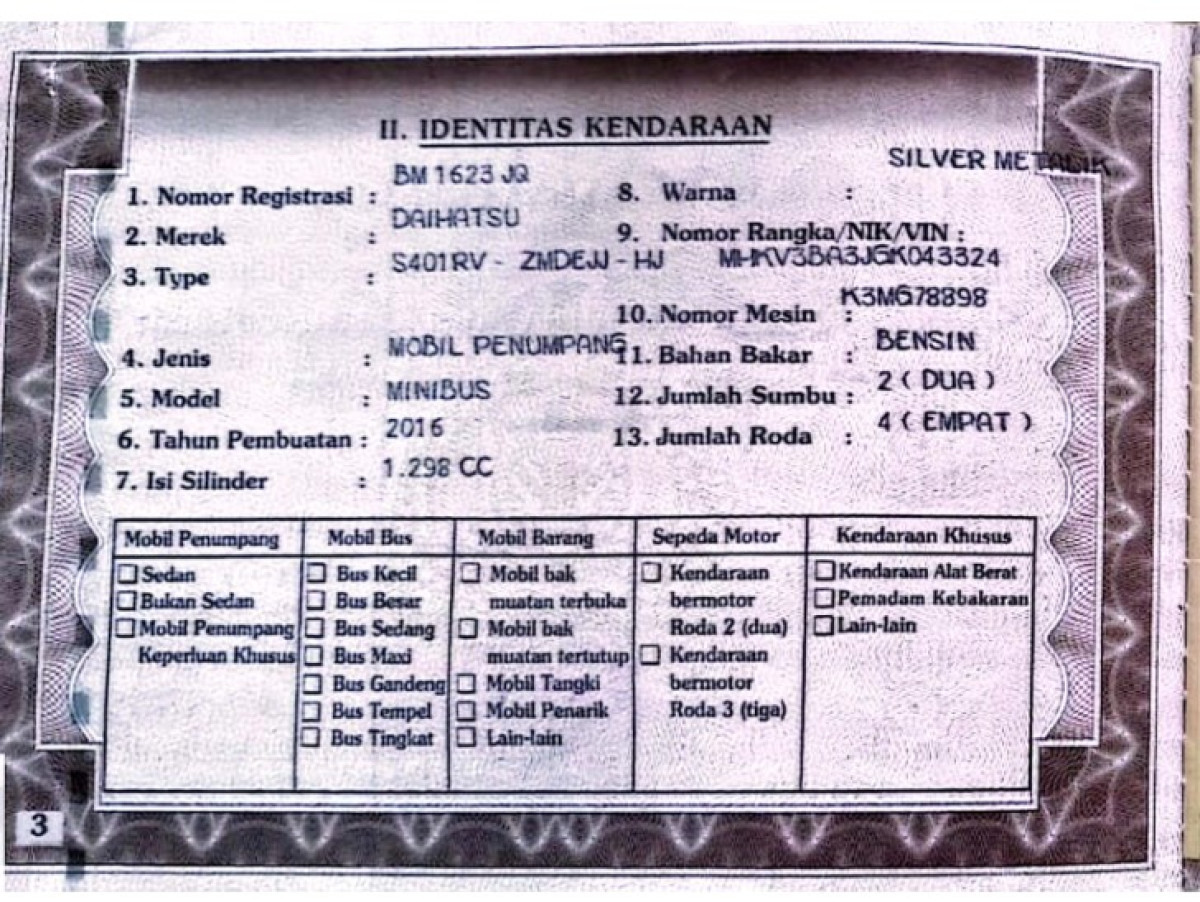 II. IDENTITAS KENDARAAN
1. Nomor Registrasi : BM 1623 JQ
2. Merek : DAIHATSU
3. Type : S401RV - ZMDEJJ - HJ
4. Jenis : MOBIL PENUMPANG
5. Model : MINIBUS
6. Tahun Pembuatan : 2016
7. Isi Silinder : 1.298 CC
8. Warna : SILVER METALIK
9. Nomor Rangka/NIK/VIN :
MHKV3BA3JGK043324
10. Nomor Mesin : K3MG78898
11. Bahan Bakar : BENSIN
12. Jumlah Sumbu : 2 ( DUA )
13. Jumlah Roda : 4 ( EMPAT )
Mobil Penumpang
Sedan
Bukan Sedan
Mobil Penumpang
Keperluan Khusus
Mobil Bus
Bus Kecil
Bus Besar
Bus Sedang
Bus Maxi
Bus Gandeng
Bus Tempel
Bus Tingkat
Mobil Barang
Mobil bak
muatan terbuka
Mobil bak
muatan tertutup
Mobil Tangki
Mobil Penarik
Lain-lain
Sepeda Motor
Kendaraan
bermotor
Roda 2 (dua)
Kendaraan
bermotor
Roda 3 (tiga)
Kendaraan Khusus
Kendaraan Alat Berat
Pemadam Kebakaran
Lain-lain
3